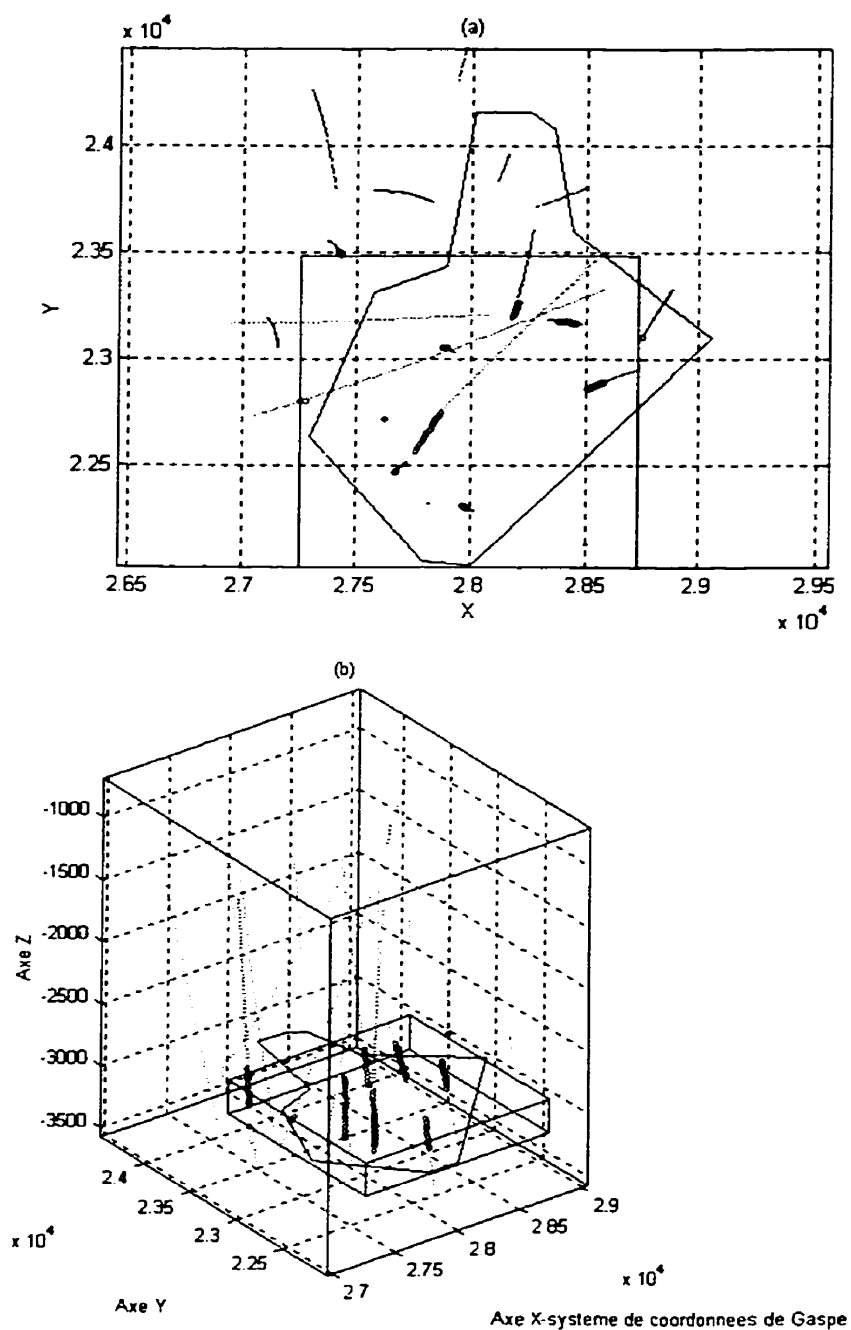 (a)
x 10^4
2.4
2.35
Y
2.3
2.25
2.65
2.7
2.75
2.8
2.85
2.9
2.95
X
x 10^4
(b)
-1000
-1500
-2000
Axe Z
-2500
-3000
-3500
2.4
2.35
2.3
2.25
x 10^4
Axe Y
2.7
2.75
2.8
2.85
2.9
x 10^4
Axe X-systeme de coordonnees de Gaspe